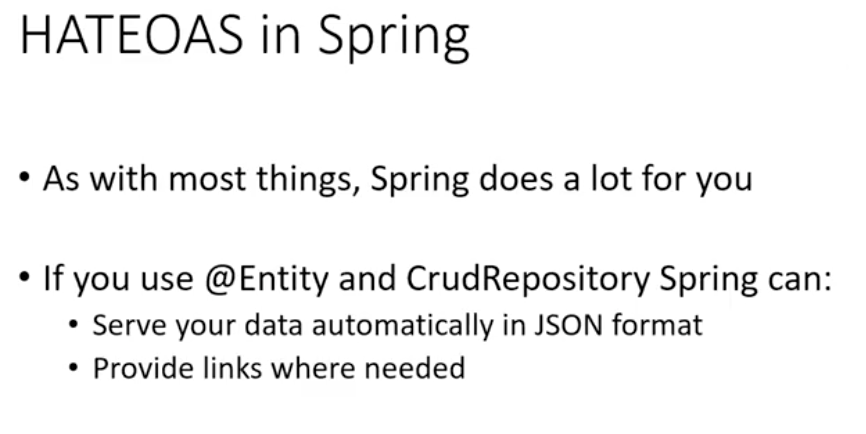 HATEOAS in Spring
• As with most things, Spring does a lot for you
• If you use @Entity and CrudRepository Spring can:
• Serve your data automatically in JSON format
• Provide links where needed